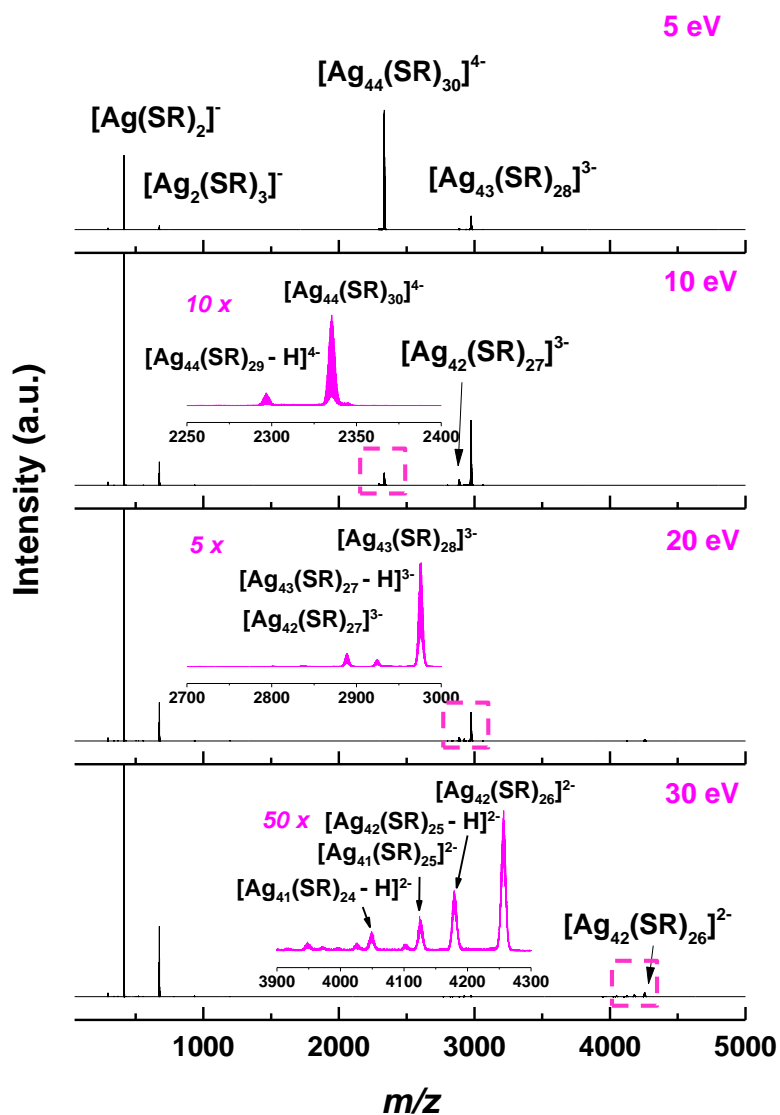 5 eV
[Ag₄₄(SR)₃₀]⁴⁻
[Ag(SR)₂]⁻
[Ag₂(SR)₃]⁻
[Ag₄₃(SR)₂₈]³⁻
10 eV
10 x
[Ag₄₄(SR)₃₀]⁴⁻
[Ag₄₄(SR)₂₉ - H]⁴⁻
[Ag₄₂(SR)₂₇]³⁻
2250 2300 2350 2400
20 eV
5 x
[Ag₄₃(SR)₂₈]³⁻
[Ag₄₃(SR)₂₇ - H]³⁻
[Ag₄₂(SR)₂₇]³⁻
2700 2800 2900 3000
30 eV
50 x
[Ag₄₂(SR)₂₆]²⁻
[Ag₄₂(SR)₂₅ - H]²⁻
[Ag₄₁(SR)₂₅]²⁻
[Ag₄₁(SR)₂₄ - H]²⁻
[Ag₄₂(SR)₂₆]²⁻
3900 4000 4100 4200 4300
1000 2000 3000 4000 5000
m/z
Intensity (a.u.)